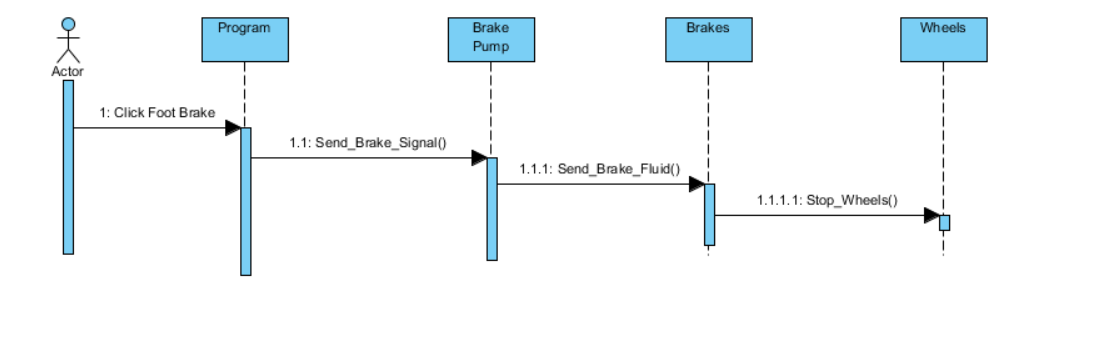 Program
Brake
Pump
Brakes
Wheels
Actor
1: Click Foot Brake
1.1: Send_Brake_Signal()
1.1.1: Send_Brake_Fluid()
1.1.1.1: Stop_Wheels()